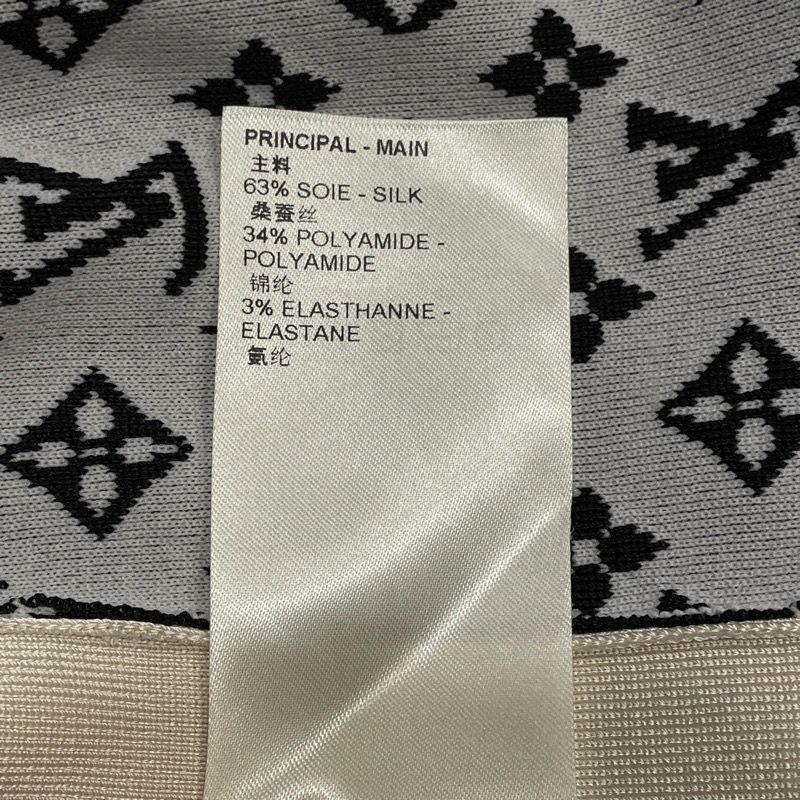 PRINCIPAL - MAIN
主料
63% SOIE - SILK
桑蚕丝
34% POLYAMIDE -
POLYAMIDE
锦纶
3% ELASTHANNE -
ELASTANE
氨纶